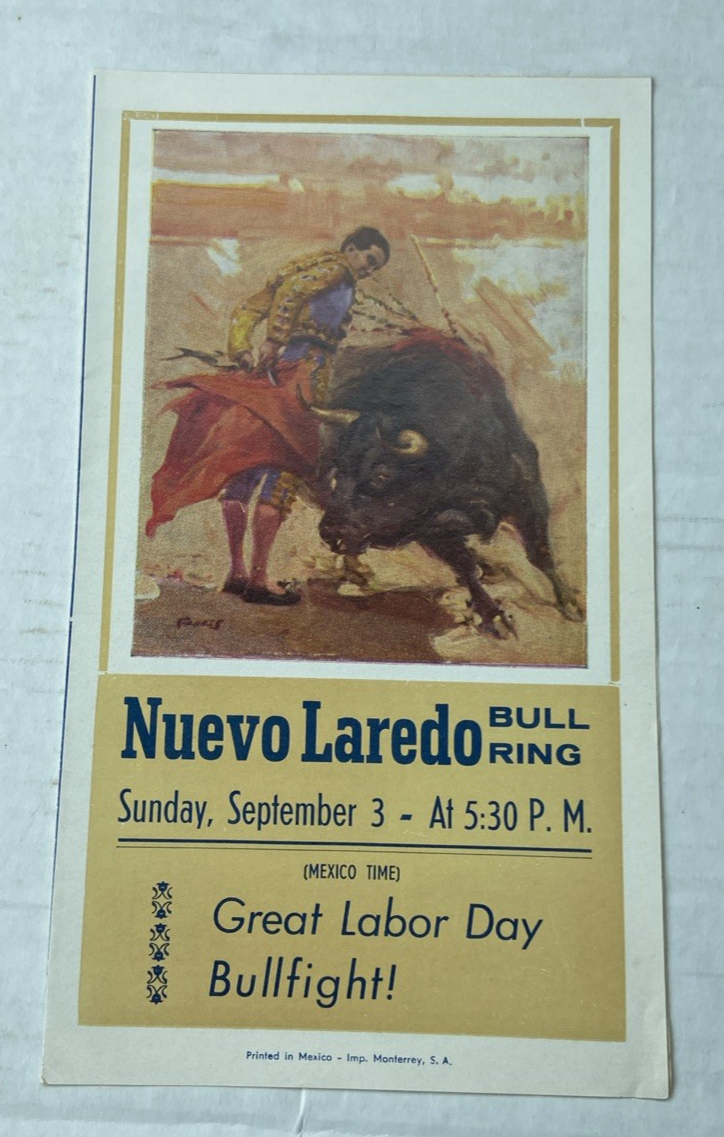 Nuevo Laredo BULL
RING
Sunday, September 3 - At 5:30 P. M.
(MEXICO TIME)
Great Labor Day
Bullfight!
Printed in Mexico - Imp. Monterrey, S. A.